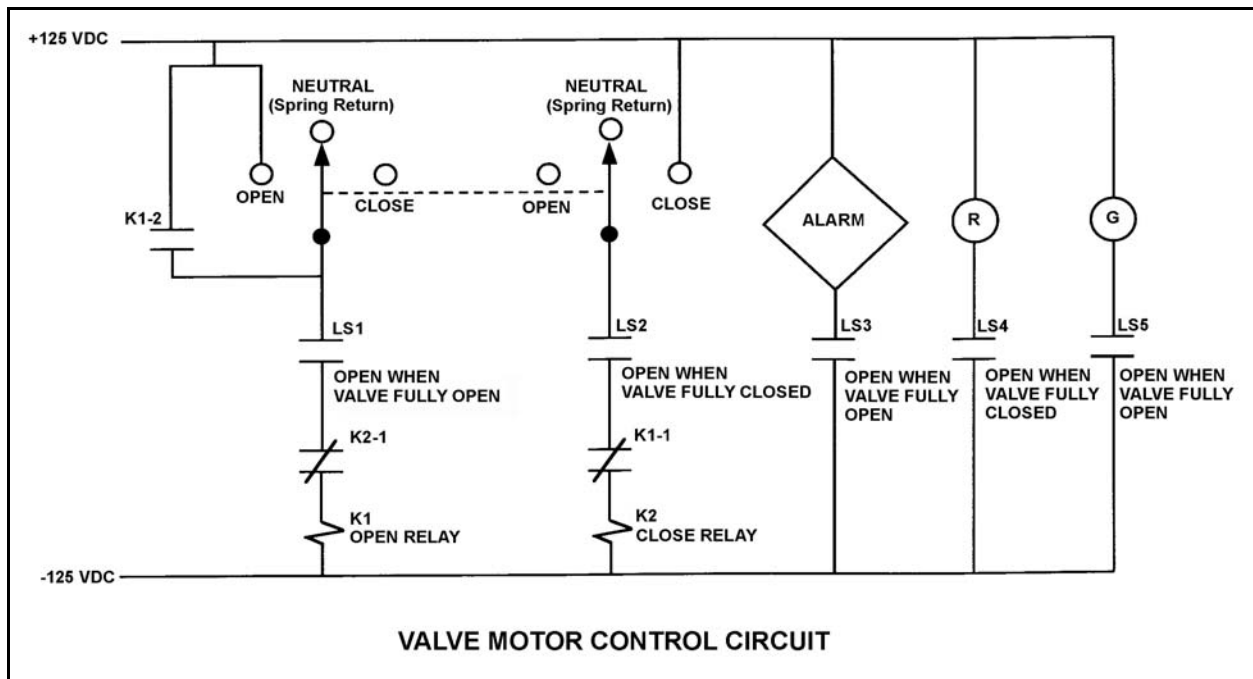 +125 VDC
NEUTRAL
(Spring Return)
NEUTRAL
(Spring Return)
OPEN
CLOSE
OPEN
CLOSE
K1-2
ALARM
R
G
LS1
OPEN WHEN
VALVE FULLY OPEN
LS2
OPEN WHEN
VALVE FULLY CLOSED
LS3
OPEN WHEN
VALVE FULLY
OPEN
LS4
OPEN WHEN
VALVE FULLY
CLOSED
LS5
OPEN WHEN
VALVE FULLY
OPEN
K2-1
K1-1
K1
OPEN RELAY
K2
CLOSE RELAY
-125 VDC
VALVE MOTOR CONTROL CIRCUIT